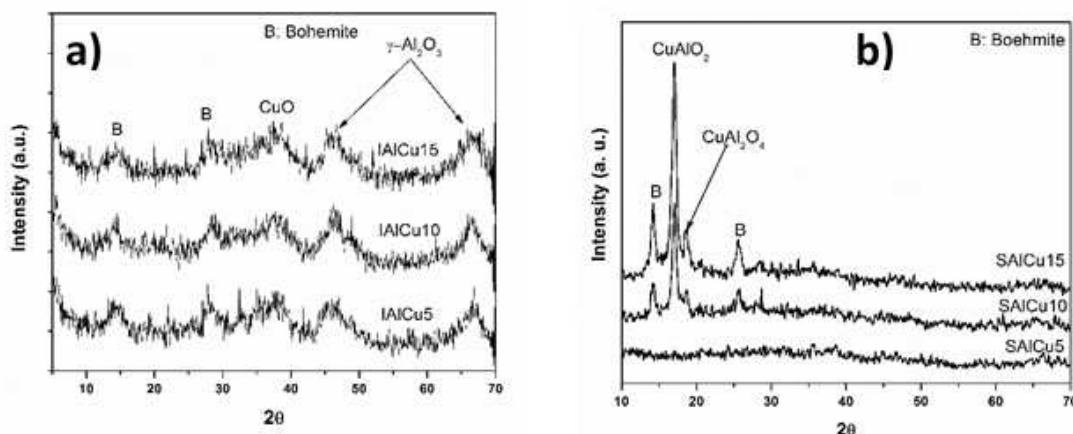 a)
B: Bohemite
γ-Al2O3
B
B
CuO
IAlCu15
IAlCu10
IAlCu5
Intensity (a.u.)
10 20 30 40 50 60 70
2θ
b)
B: Boehmite
CuAlO2
CuAl2O4
B
B
SAlCu15
SAlCu10
SAlCu5
Intensity (a. u.)
10 20 30 40 50 60 70
2θ